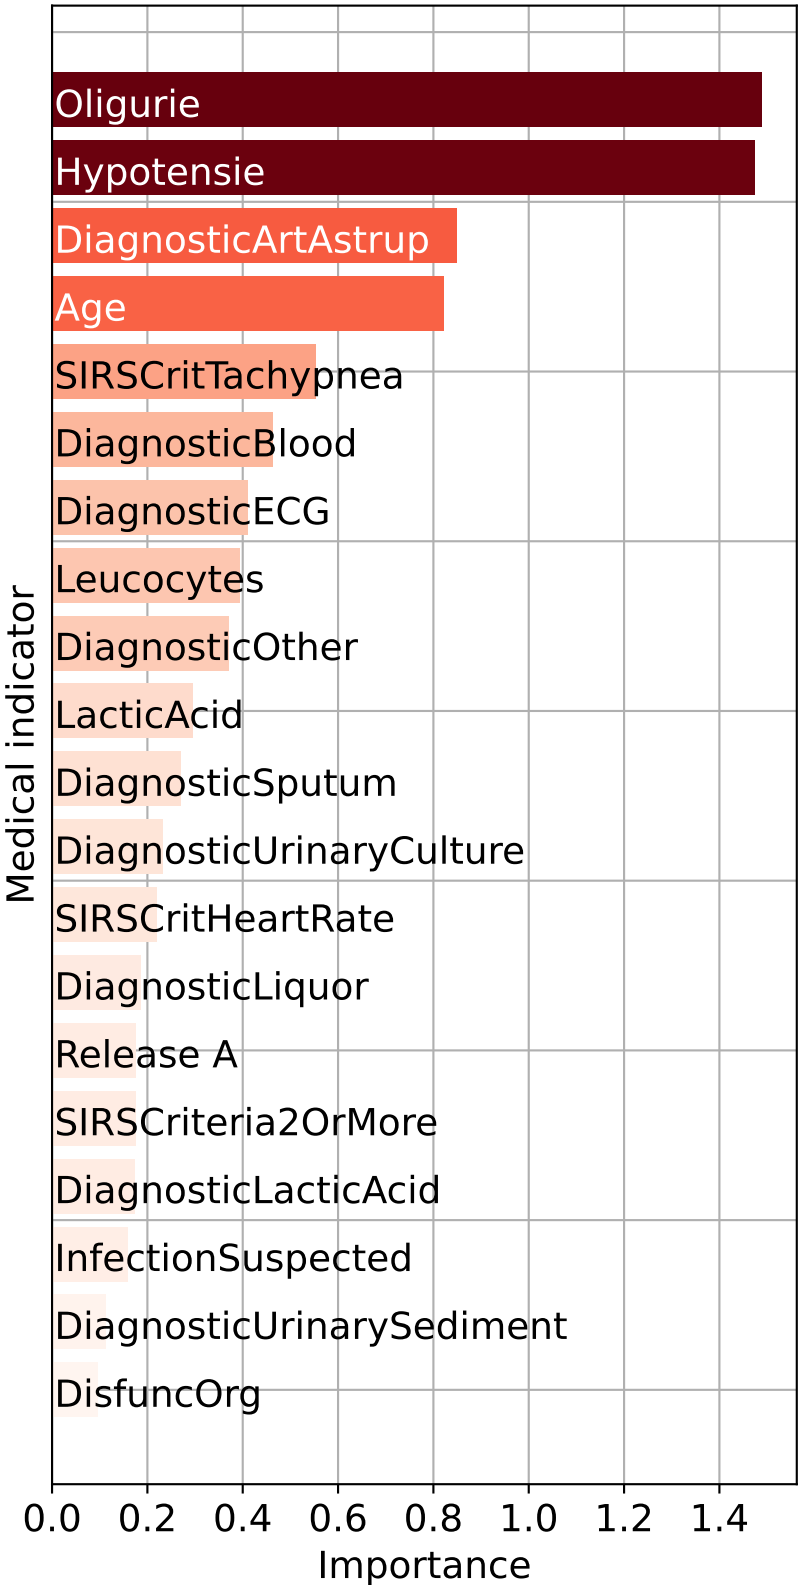 Oligurie
Hypotensie
DiagnosticArtAstrup
Age
SIRSCritTachypnea
DiagnosticBlood
DiagnosticECG
Leucocytes
DiagnosticOther
LacticAcid
DiagnosticSputum
DiagnosticUrinaryCulture
SIRSCritHeartRate
DiagnosticLiquor
Release A
SIRSCriteria2OrMore
DiagnosticLacticAcid
InfectionSuspected
DiagnosticUrinarySediment
DisfuncOrg
Medical indicator
0.0 0.2 0.4 0.6 0.8 1.0 1.2 1.4
Importance